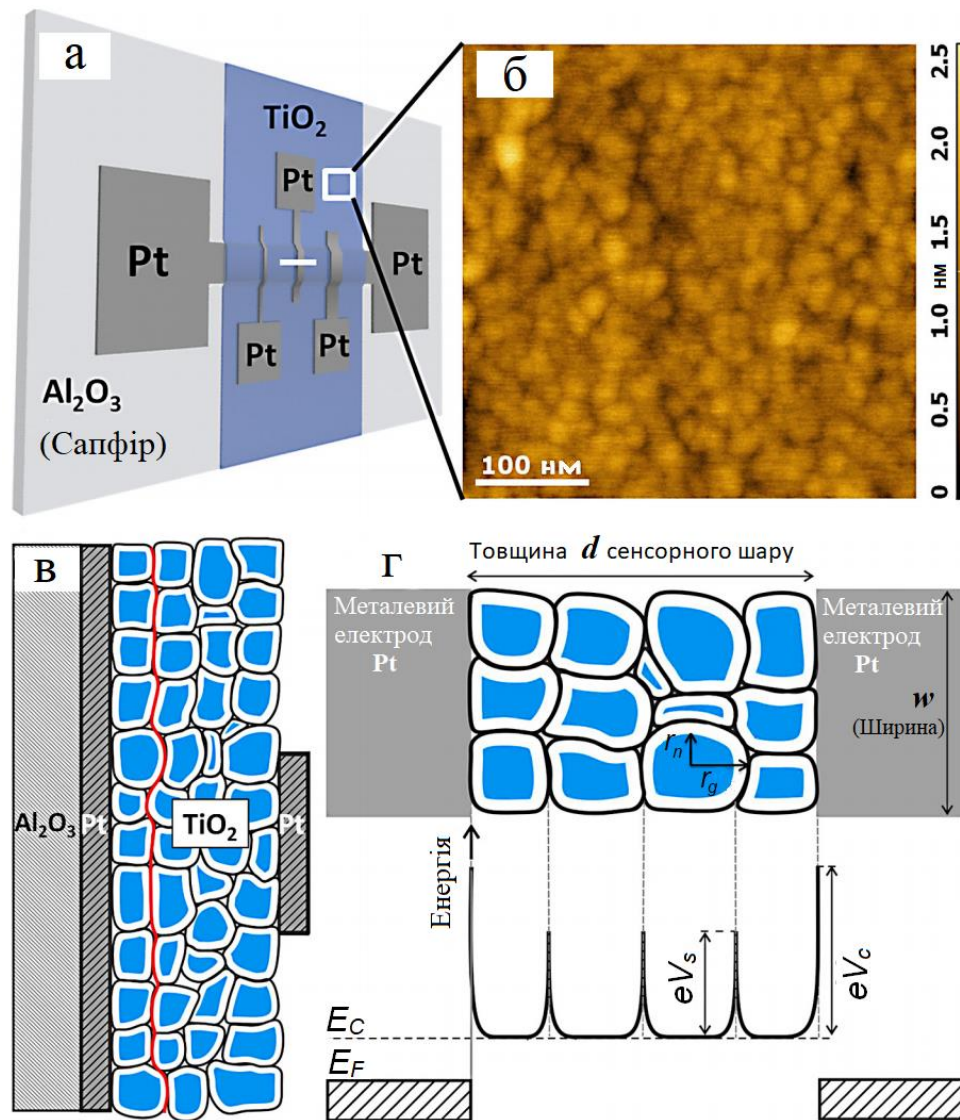 а
TiO2
Pt
Pt
Pt
Pt
Pt
Al2O3
(Сапфір)
б
100 нм
2.5
2.0
1.5
нм
1.0
0.5
0
в
Al2O3
Pt
TiO2
Pt
г
Товщина d сенсорного шару
Металевий
електрод
Pt
Металевий
електрод
Pt
w
(Ширина)
rn
rg
Енергія
eVs
eVc
EC
EF